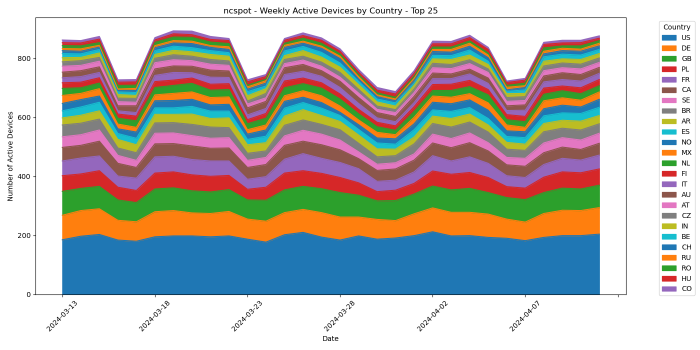 ncspot - Weekly Active Devices by Country - Top 25
Number of Active Devices
800
600
400
200
0
2024-03-13
2024-03-18
2024-03-23
2024-03-28
2024-04-02
2024-04-07
Date
Country
US
DE
GB
PL
FR
CA
SE
BR
AR
ES
NO
MX
NL
FI
IT
AU
AT
CZ
IN
BE
CH
RU
RO
HU
CO